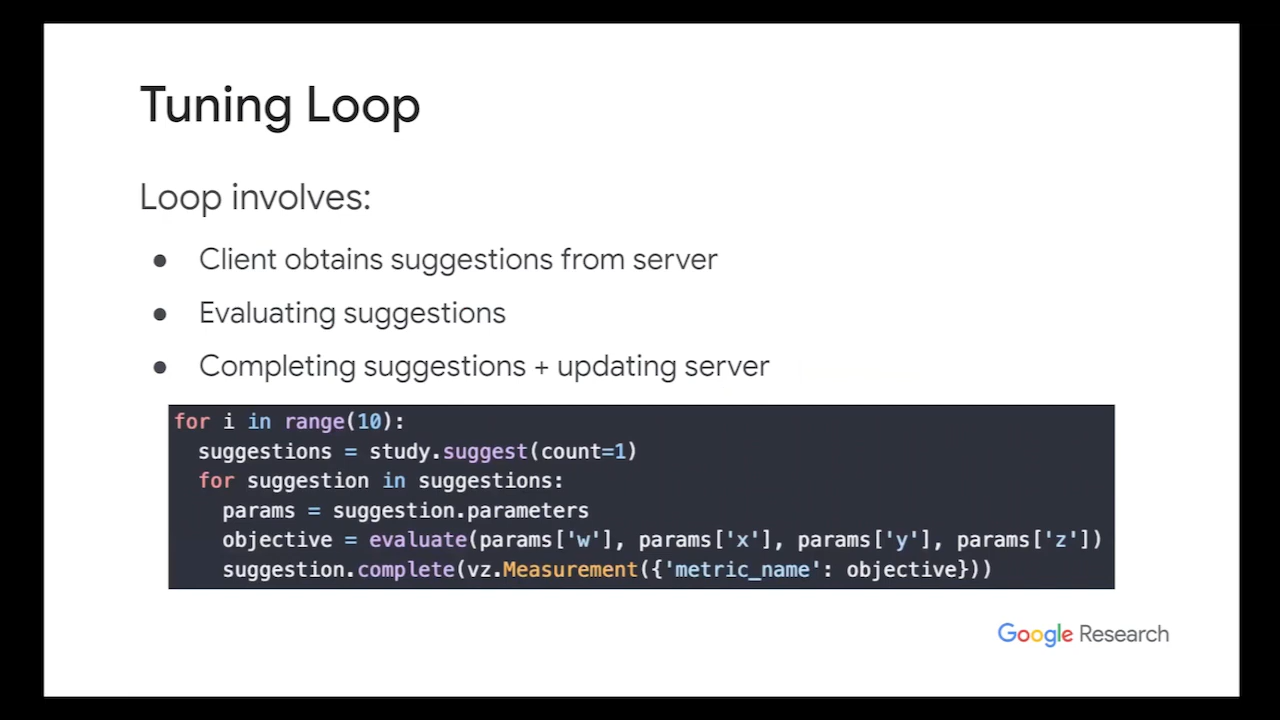 Tuning Loop
Loop involves:
● Client obtains suggestions from server
● Evaluating suggestions
● Completing suggestions + updating server
for i in range(10):
  suggestions = study.suggest(count=1)
  for suggestion in suggestions:
    params = suggestion.parameters
    objective = evaluate(params['w'], params['x'], params['y'], params['z'])
    suggestion.complete(vz.Measurement({'metric_name': objective}))
Google Research